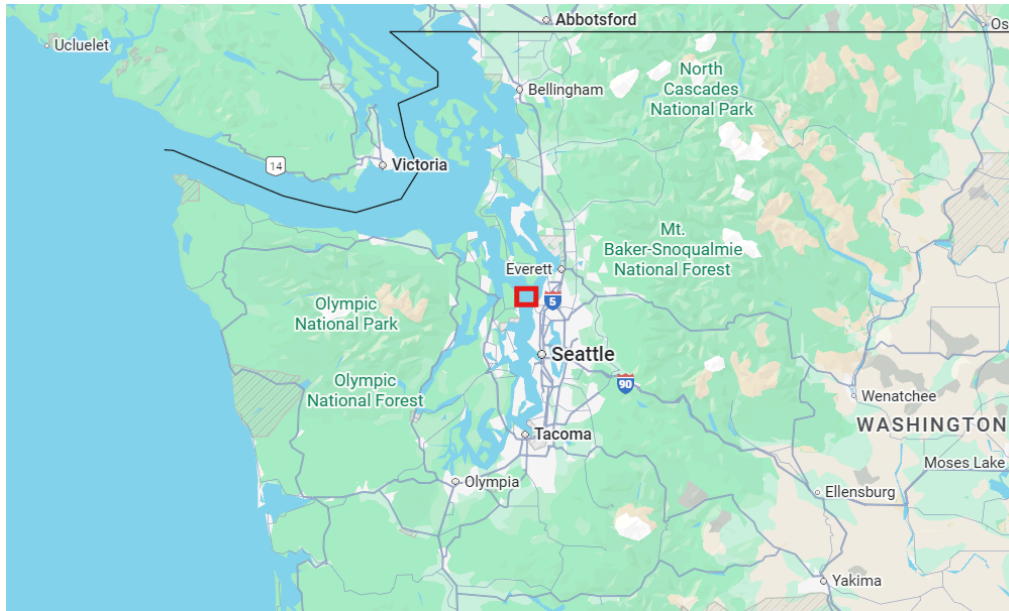 Abbotsford
Os
Ucluelet
North
Cascades
National Park
Bellingham
14
Victoria
Mt.
Baker-Snoqualmie
National Forest
Everett
5
Olympic
National Park
Seattle
Olympic
National Forest
90
Wenatchee
WASHINGTON
Tacoma
Moses Lake
Olympia
Ellensburg
Yakima